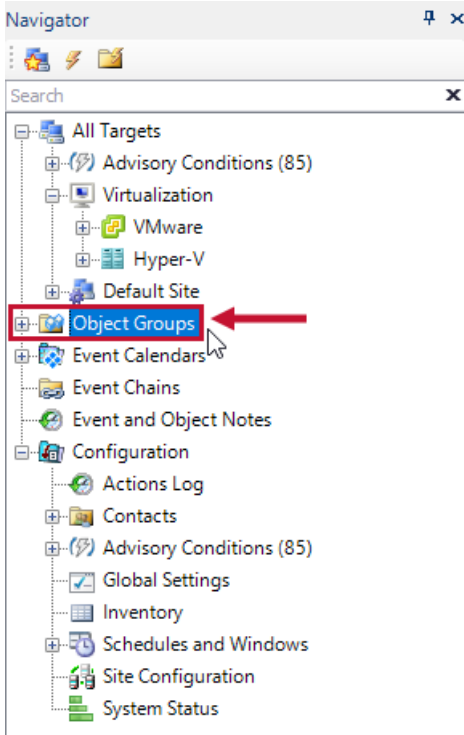 Navigator
Search
All Targets
Advisory Conditions (85)
Virtualization
VMware
Hyper-V
Default Site
Object Groups
Event Calendars
Event Chains
Event and Object Notes
Configuration
Actions Log
Contacts
Advisory Conditions (85)
Global Settings
Inventory
Schedules and Windows
Site Configuration
System Status